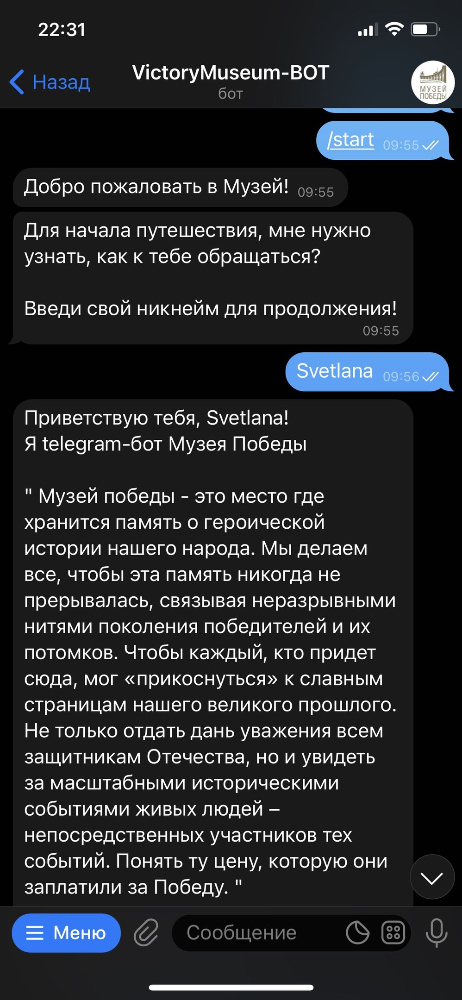 22:31
Назад
VictoryMuseum-BOT
бот
МУЗЕЙ
ПОБЕДЫ
/start 09:55
Добро пожаловать в Музей! 09:55
Для начала путешествия, мне нужно
узнать, как к тебе обращаться?
Введи свой никнейм для продолжения!
09:55
Svetlana 09:56
Приветствую тебя, Svetlana!
Я telegram-бот Музея Победы
" Музей победы - это место где
хранится память о героической
истории нашего народа. Мы делаем
все, чтобы эта память никогда не
прерывалась, связывая неразрывными
нитями поколения победителей и их
потомков. Чтобы каждый, кто придет
сюда, мог «прикоснуться» к славным
страницам нашего великого прошлого.
Не только отдать дань уважения всем
защитникам Отечества, но и увидеть
за масштабными историческими
событиями живых людей –
непосредственных участников тех
событий. Понять ту цену, которую они
заплатили за Победу. "
Меню
Сообщение